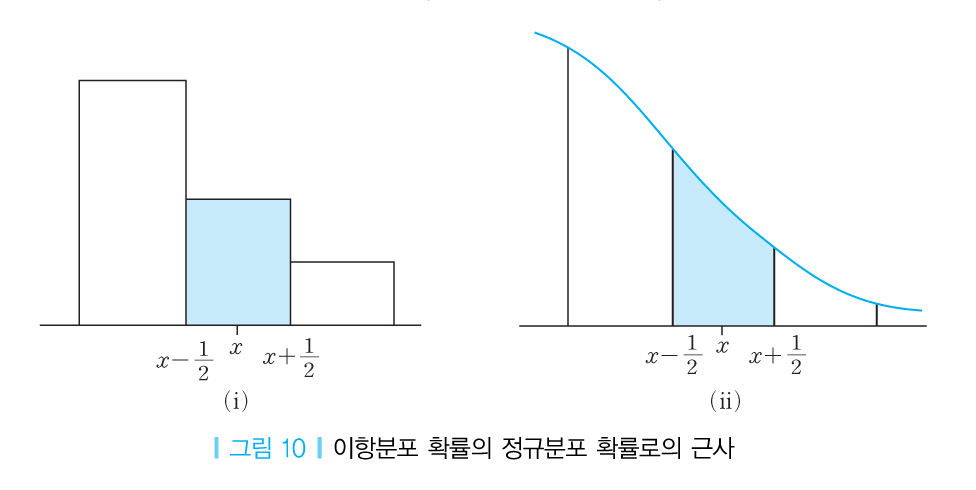 x − 1/2 x x + 1/2
x − 1/2 x x + 1/2
(i)
(ii)
그림 10 이항분포 확률의 정규분포 확률로의 근사